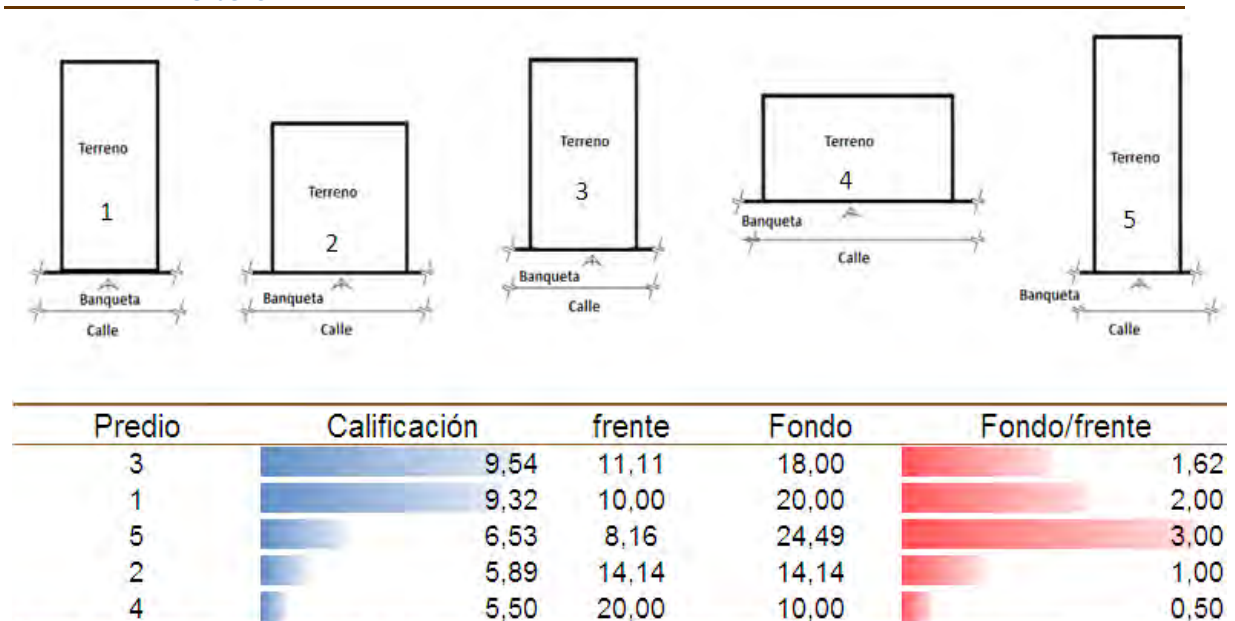 Terreno
1
Banqueta
Calle
Terreno
2
Banqueta
Calle
Terreno
3
Banqueta
Calle
Terreno
4
Banqueta
Calle
Terreno
5
Banqueta
Calle
Predio Calificación frente Fondo Fondo/frente
3 9,54 11,11 18,00 1,62
1 9,32 10,00 20,00 2,00
5 6,53 8,16 24,49 3,00
2 5,89 14,14 14,14 1,00
4 5,50 20,00 10,00 0,50